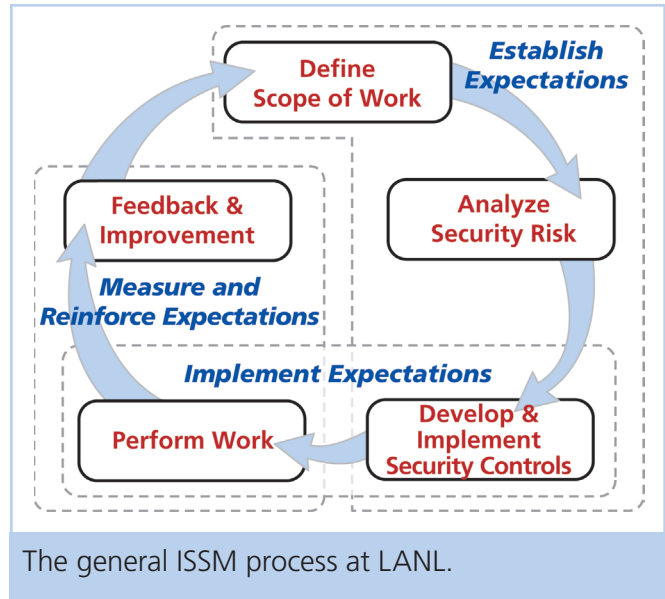 Establish
Expectations
Define
Scope of Work
Analyze
Security Risk
Feedback &
Improvement
Measure and
Reinforce Expectations
Implement Expectations
Develop &
Implement
Security Controls
Perform Work
The general ISSM process at LANL.